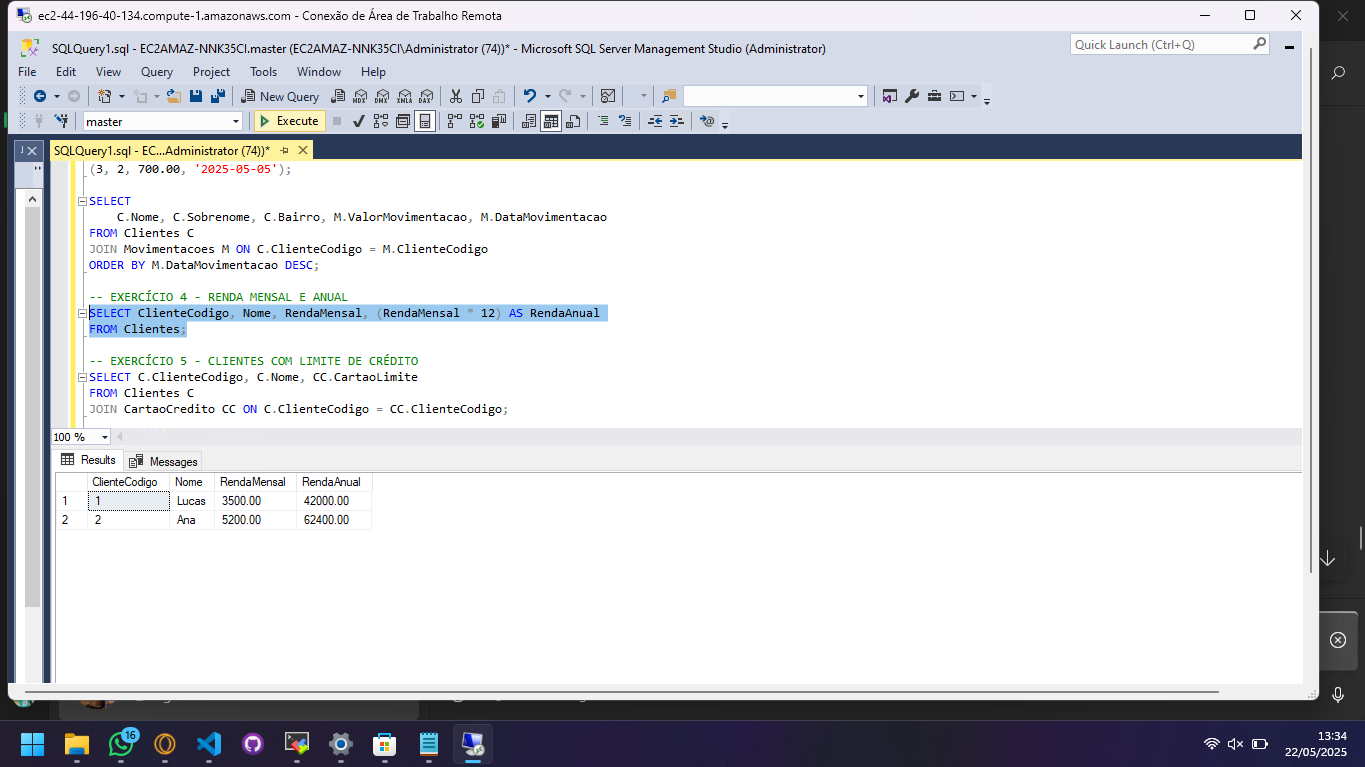 ec2-44-196-40-134.compute-1.amazonaws.com - Conexão de Área de Trabalho Remota
SQLQuery1.sql - EC2AMAZ-NNK35CI.master (EC2AMAZ-NNK35CI\Administrator (74))* - Microsoft SQL Server Management Studio (Administrator)
Quick Launch (Ctrl+Q)
File Edit View Query Project Tools Window Help
New Query MDX DMX XMLA DAX
master Execute
SQLQuery1.sql - EC...Administrator (74))*
(3, 2, 700.00, '2025-05-05');
SELECT
C.Nome, C.Sobrenome, C.Bairro, M.ValorMovimentacao, M.DataMovimentacao
FROM Clientes C
JOIN Movimentacoes M ON C.ClienteCodigo = M.ClienteCodigo
ORDER BY M.DataMovimentacao DESC;
-- EXERCÍCIO 4 - RENDA MENSAL E ANUAL
SELECT ClienteCodigo, Nome, RendaMensal, (RendaMensal * 12) AS RendaAnual
FROM Clientes;
-- EXERCÍCIO 5 - CLIENTES COM LIMITE DE CRÉDITO
SELECT C.ClienteCodigo, C.Nome, CC.CartaoLimite
FROM Clientes C
JOIN CartaoCredito CC ON C.ClienteCodigo = CC.ClienteCodigo;
100 %
Results Messages
ClienteCodigo Nome RendaMensal RendaAnual
1 1 Lucas 3500.00 42000.00
2 2 Ana 5200.00 62400.00
16
13:34
22/05/2025